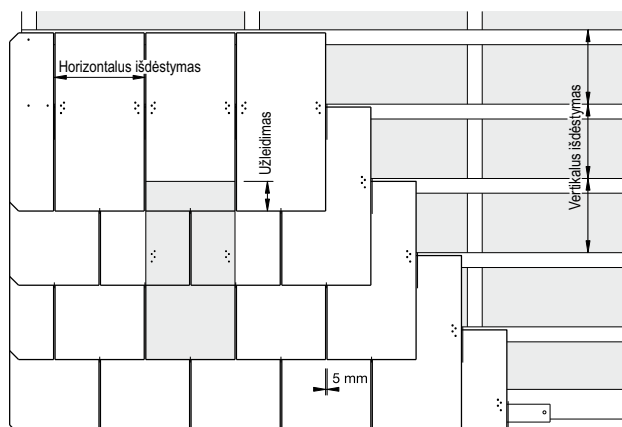 Horizontalus išdėstymas
Užleidimas
Vertikalus išdėstymas
5 mm